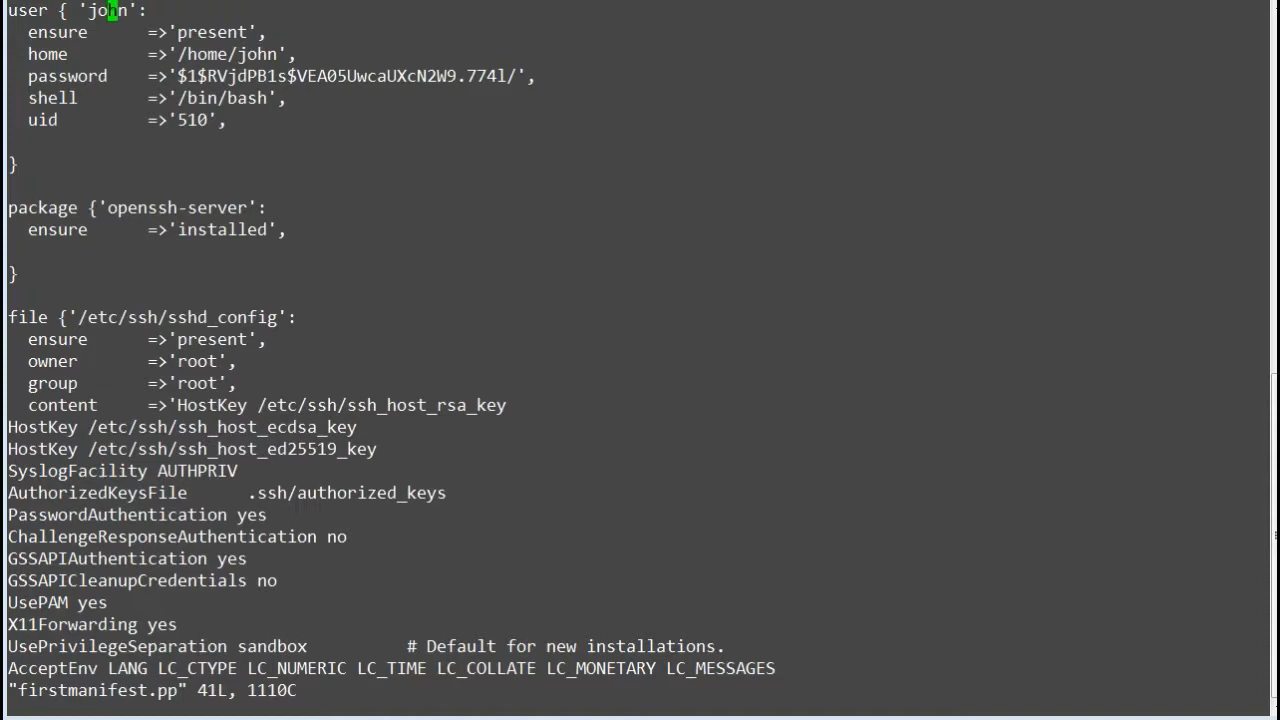 user { 'john':
  ensure      =>'present',
  home        =>'/home/john',
  password    =>'$1$RVjdPB1s$VEA05UwcaUXcN2W9.774l/',
  shell       =>'/bin/bash',
  uid         =>'510',
}
package {'openssh-server':
  ensure      =>'installed',
}
file {'/etc/ssh/sshd_config':
  ensure      =>'present',
  owner       =>'root',
  group       =>'root',
  content     =>'HostKey /etc/ssh/ssh_host_rsa_key
HostKey /etc/ssh/ssh_host_ecdsa_key
HostKey /etc/ssh/ssh_host_ed25519_key
SyslogFacility AUTHPRIV
AuthorizedKeysFile      .ssh/authorized_keys
PasswordAuthentication yes
ChallengeResponseAuthentication no
GSSAPIAuthentication yes
GSSAPICleanupCredentials no
UsePAM yes
X11Forwarding yes
UsePrivilegeSeparation sandbox          # Default for new installations.
AcceptEnv LANG LC_CTYPE LC_NUMERIC LC_TIME LC_COLLATE LC_MONETARY LC_MESSAGES
"firstmanifest.pp" 41L, 1110C